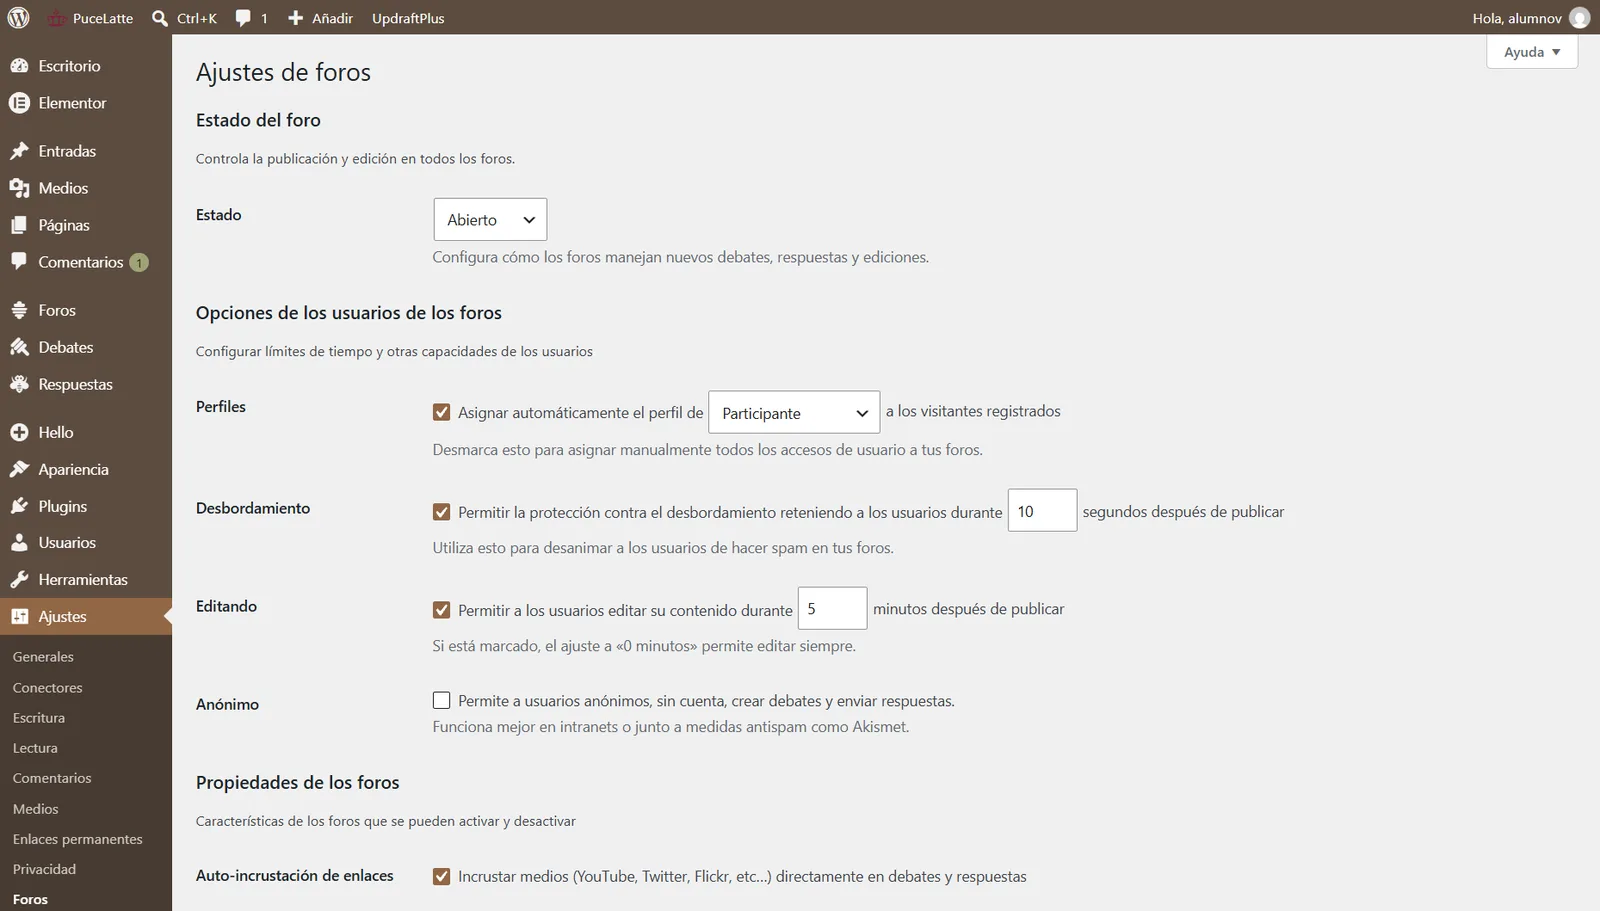 PuceLatte Ctrl+K 1 Añadir UpdraftPlus Hola, alumnov
Ayuda
Escritorio
Elementor
Entradas
Medios
Páginas
Comentarios 1
Foros
Debates
Respuestas
Hello
Apariencia
Plugins
Usuarios
Herramientas
Ajustes
Generales
Conectores
Escritura
Lectura
Comentarios
Medios
Enlaces permanentes
Privacidad
Foros
Ajustes de foros
Estado del foro
Controla la publicación y edición en todos los foros.
Estado Abierto
Configura cómo los foros manejan nuevos debates, respuestas y ediciones.
Opciones de los usuarios de los foros
Configurar límites de tiempo y otras capacidades de los usuarios
Perfiles Asignar automáticamente el perfil de Participante a los visitantes registrados
Desmarca esto para asignar manualmente todos los accesos de usuario a tus foros.
Desbordamiento Permitir la protección contra el desbordamiento reteniendo a los usuarios durante 10 segundos después de publicar
Utiliza esto para desanimar a los usuarios de hacer spam en tus foros.
Editando Permitir a los usuarios editar su contenido durante 5 minutos después de publicar
Si está marcado, el ajuste a «0 minutos» permite editar siempre.
Anónimo Permite a usuarios anónimos, sin cuenta, crear debates y enviar respuestas.
Funciona mejor en intranets o junto a medidas antispam como Akismet.
Propiedades de los foros
Características de los foros que se pueden activar y desactivar
Auto-incrustación de enlaces Incrustar medios (YouTube, Twitter, Flickr, etc...) directamente en debates y respuestas